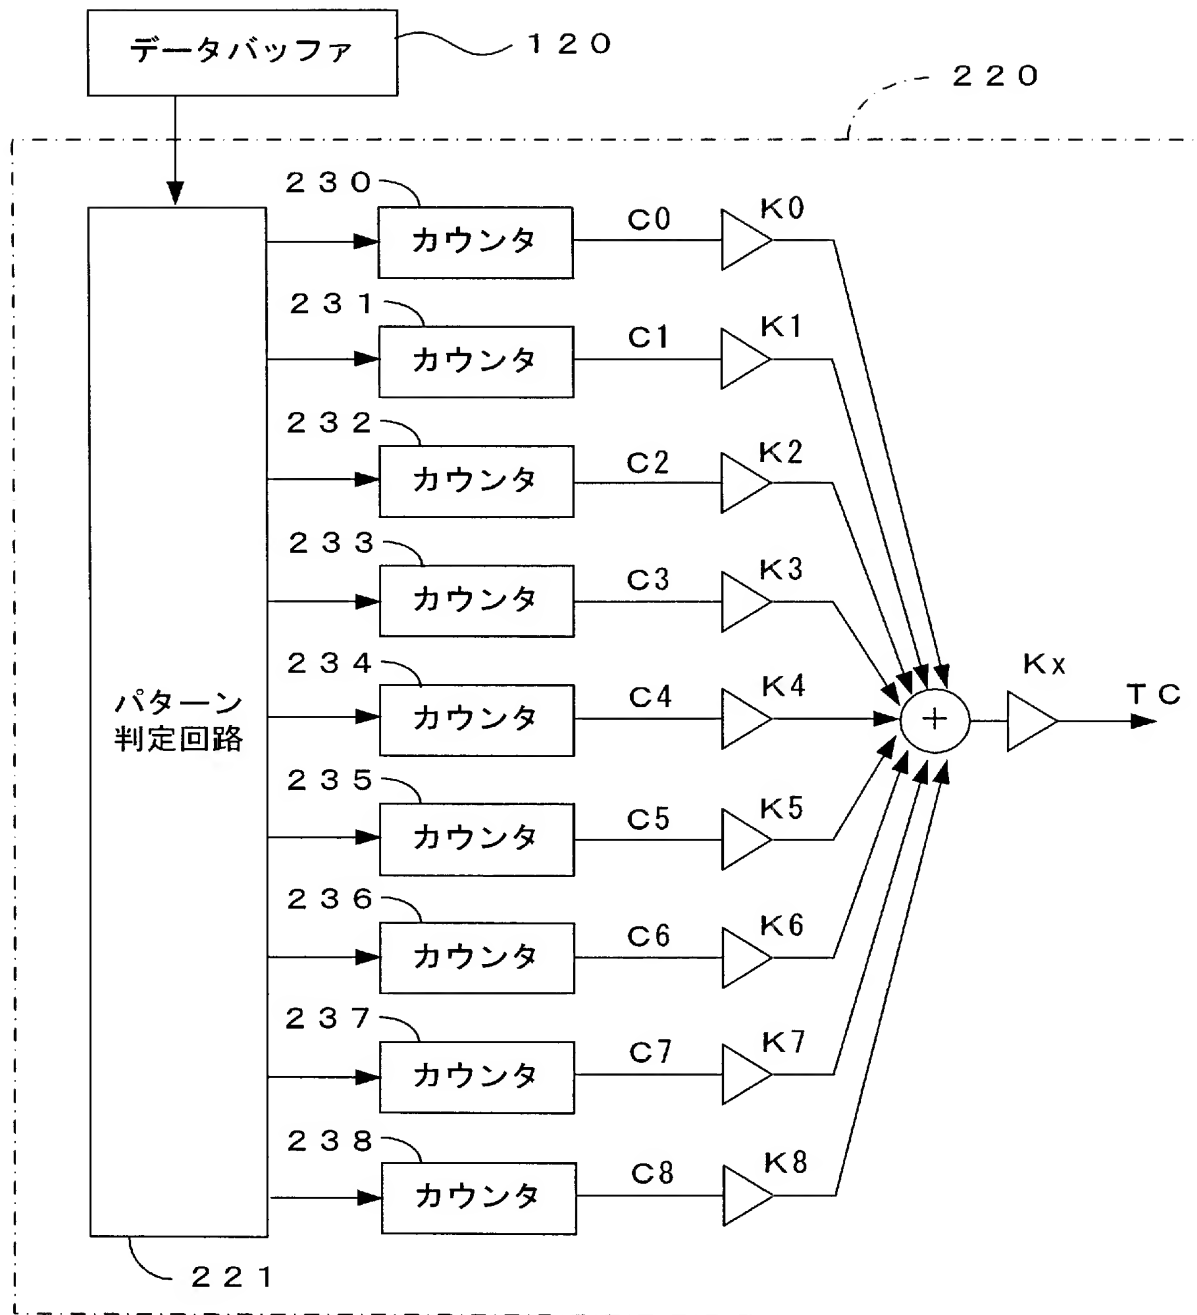 データバッファ
１２０
２２０
２３０
カウンタ
C0
K0
２３１
カウンタ
C1
K1
２３２
カウンタ
C2
K2
２３３
カウンタ
C3
K3
２３４
カウンタ
C4
K4
パターン
判定回路
+
Kx
ＴＣ
２３５
カウンタ
C5
K5
２３６
カウンタ
C6
K6
２３７
カウンタ
C7
K7
２３８
カウンタ
C8
K8
２２１